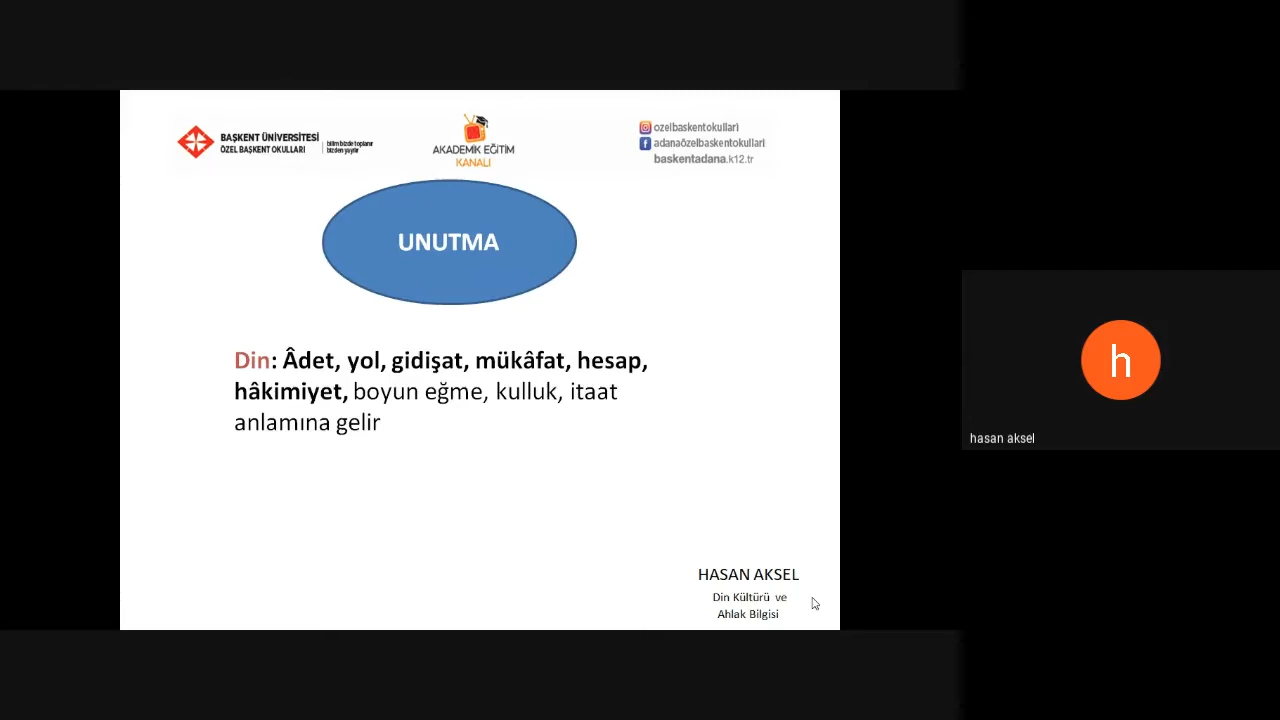 BAŞKENT ÜNİVERSİTESİ
ÖZEL BAŞKENT OKULLARI
bilim bizde toplanır
bizden yayılır
AKADEMİK EĞİTİM
KANALI
ozelbaskentokullari
adanaözelbaskentokullari
baskentadana.k12.tr
UNUTMA
Din: Âdet, yol, gidişat, mükâfat, hesap,
hâkimiyet, boyun eğme, kulluk, itaat
anlamına gelir
HASAN AKSEL
Din Kültürü ve
Ahlak Bilgisi
h
hasan aksel